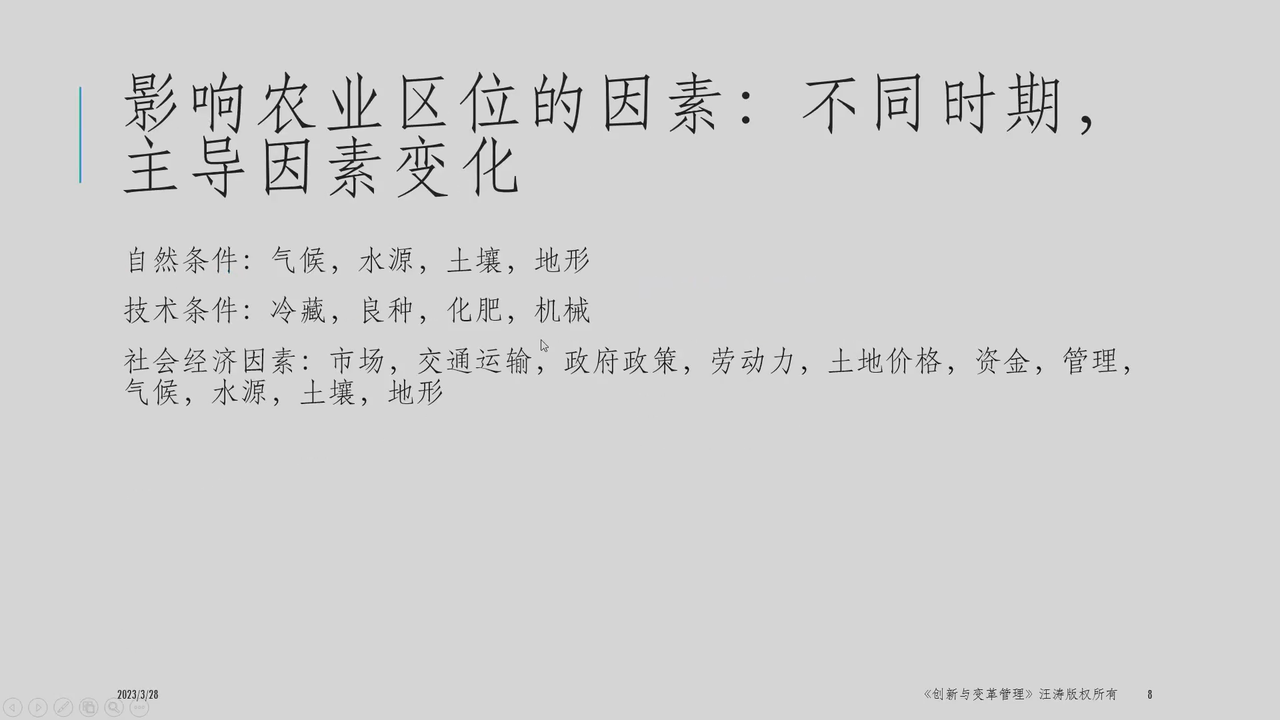 影响农业区位的因素：不同时期，
主导因素变化
自然条件：气候，水源，土壤，地形
技术条件：冷藏，良种，化肥，机械
社会经济因素：市场，交通运输，政府政策，劳动力，土地价格，资金，管理，
气候，水源，土壤，地形
2023/3/28
《创新与变革管理》汪涛版权所有
8